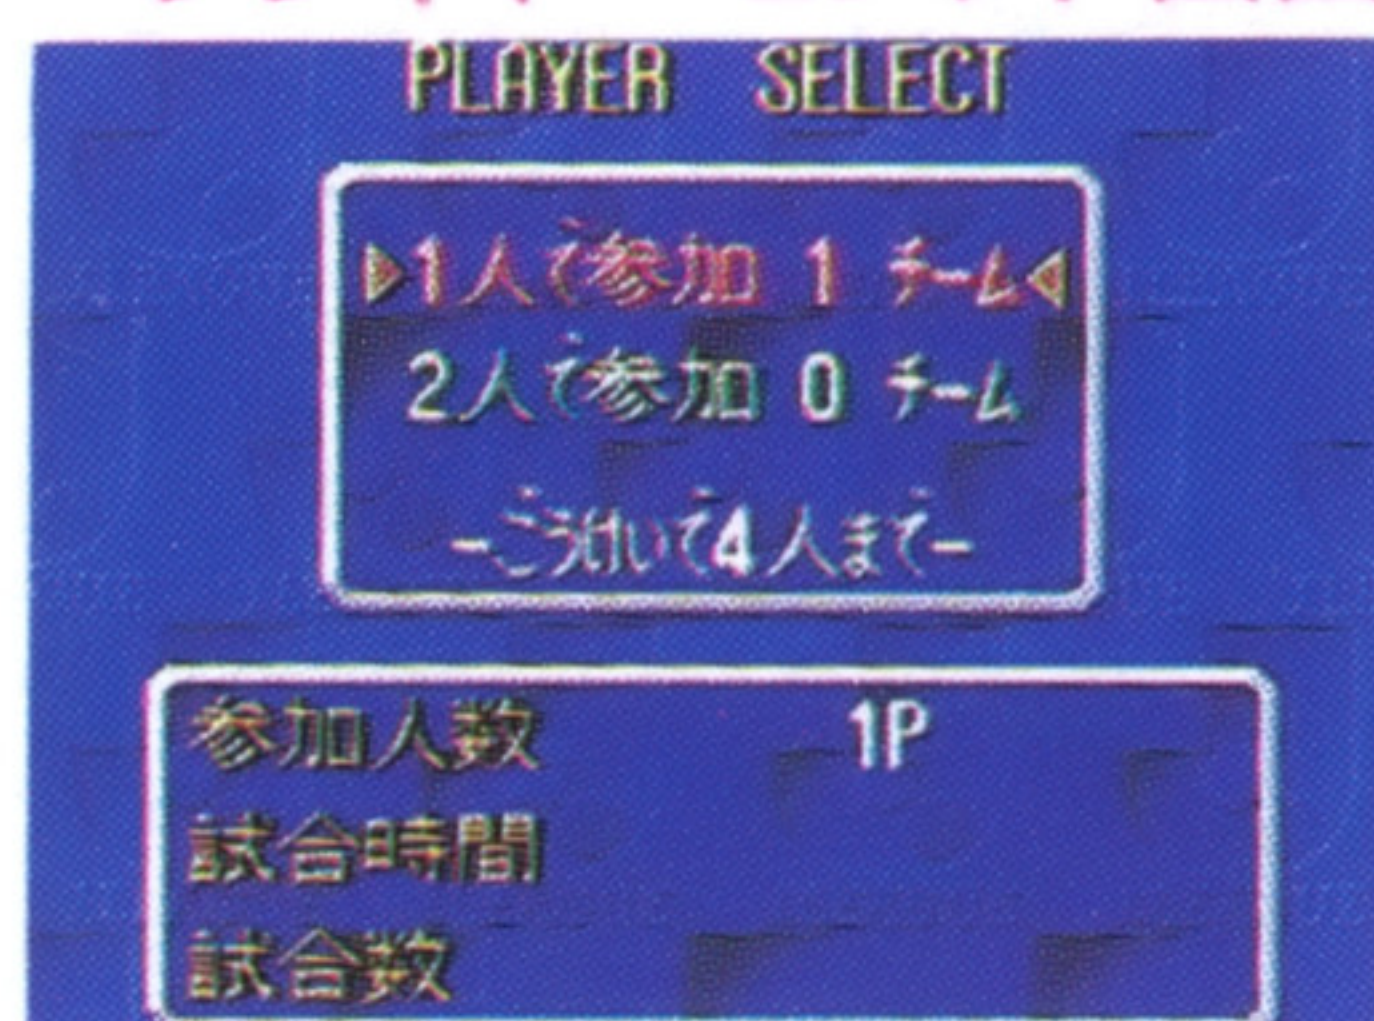 PLAYER SELECT
▷1人で参加 1 チーム◁
2人で参加 0 チーム
-ごうけいで4人まで-
参加人数 1P
試合時間
試合数